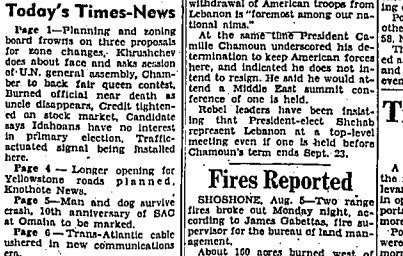 Today's Times-News
Page 1—Planning and zoning
board frowns on three proposals
for zone changes, Khrushchev
does about face and asks session
of U.N. general assembly, Cham-
ber to back fair queen contest,
Burned official near death as
uncle disappears, Credit tighten-
ed on stock market, Candidate
says Idahoans have no interest
in primary election, Traffic-
actuated signal being installed
here.
Page 4 — Longer opening for
Yellowstone roads planned,
Knothole News.
Page 5—Man and dog survive
crash, 10th anniversary of SAC
at Omaha to be marked.
Page 6—Trans-Atlantic cable
ushered in new communications
era.
withdrawal of American troops from
Lebanon is "foremost among our na-
tional aims."
At the same time President Ca-
mille Chamoun underscored his de-
termination to keep American forces
here, and indicated he does not in-
tend to resign. He said he would at-
tend a Middle East summit con-
ference of one is held.
Rebel leaders have been insist-
ing that President-elect Shehab
represent Lebanon at a top-level
meeting even if one is held before
Chamoun's term ends Sept. 23.
Fires Reported
SHOSHONE, Aug. 5—Two range
fires broke out Monday night, ac-
cording to James Gabettas, fire su-
pervisor for the bureau of land man-
agement.
About 160 acres burned west of